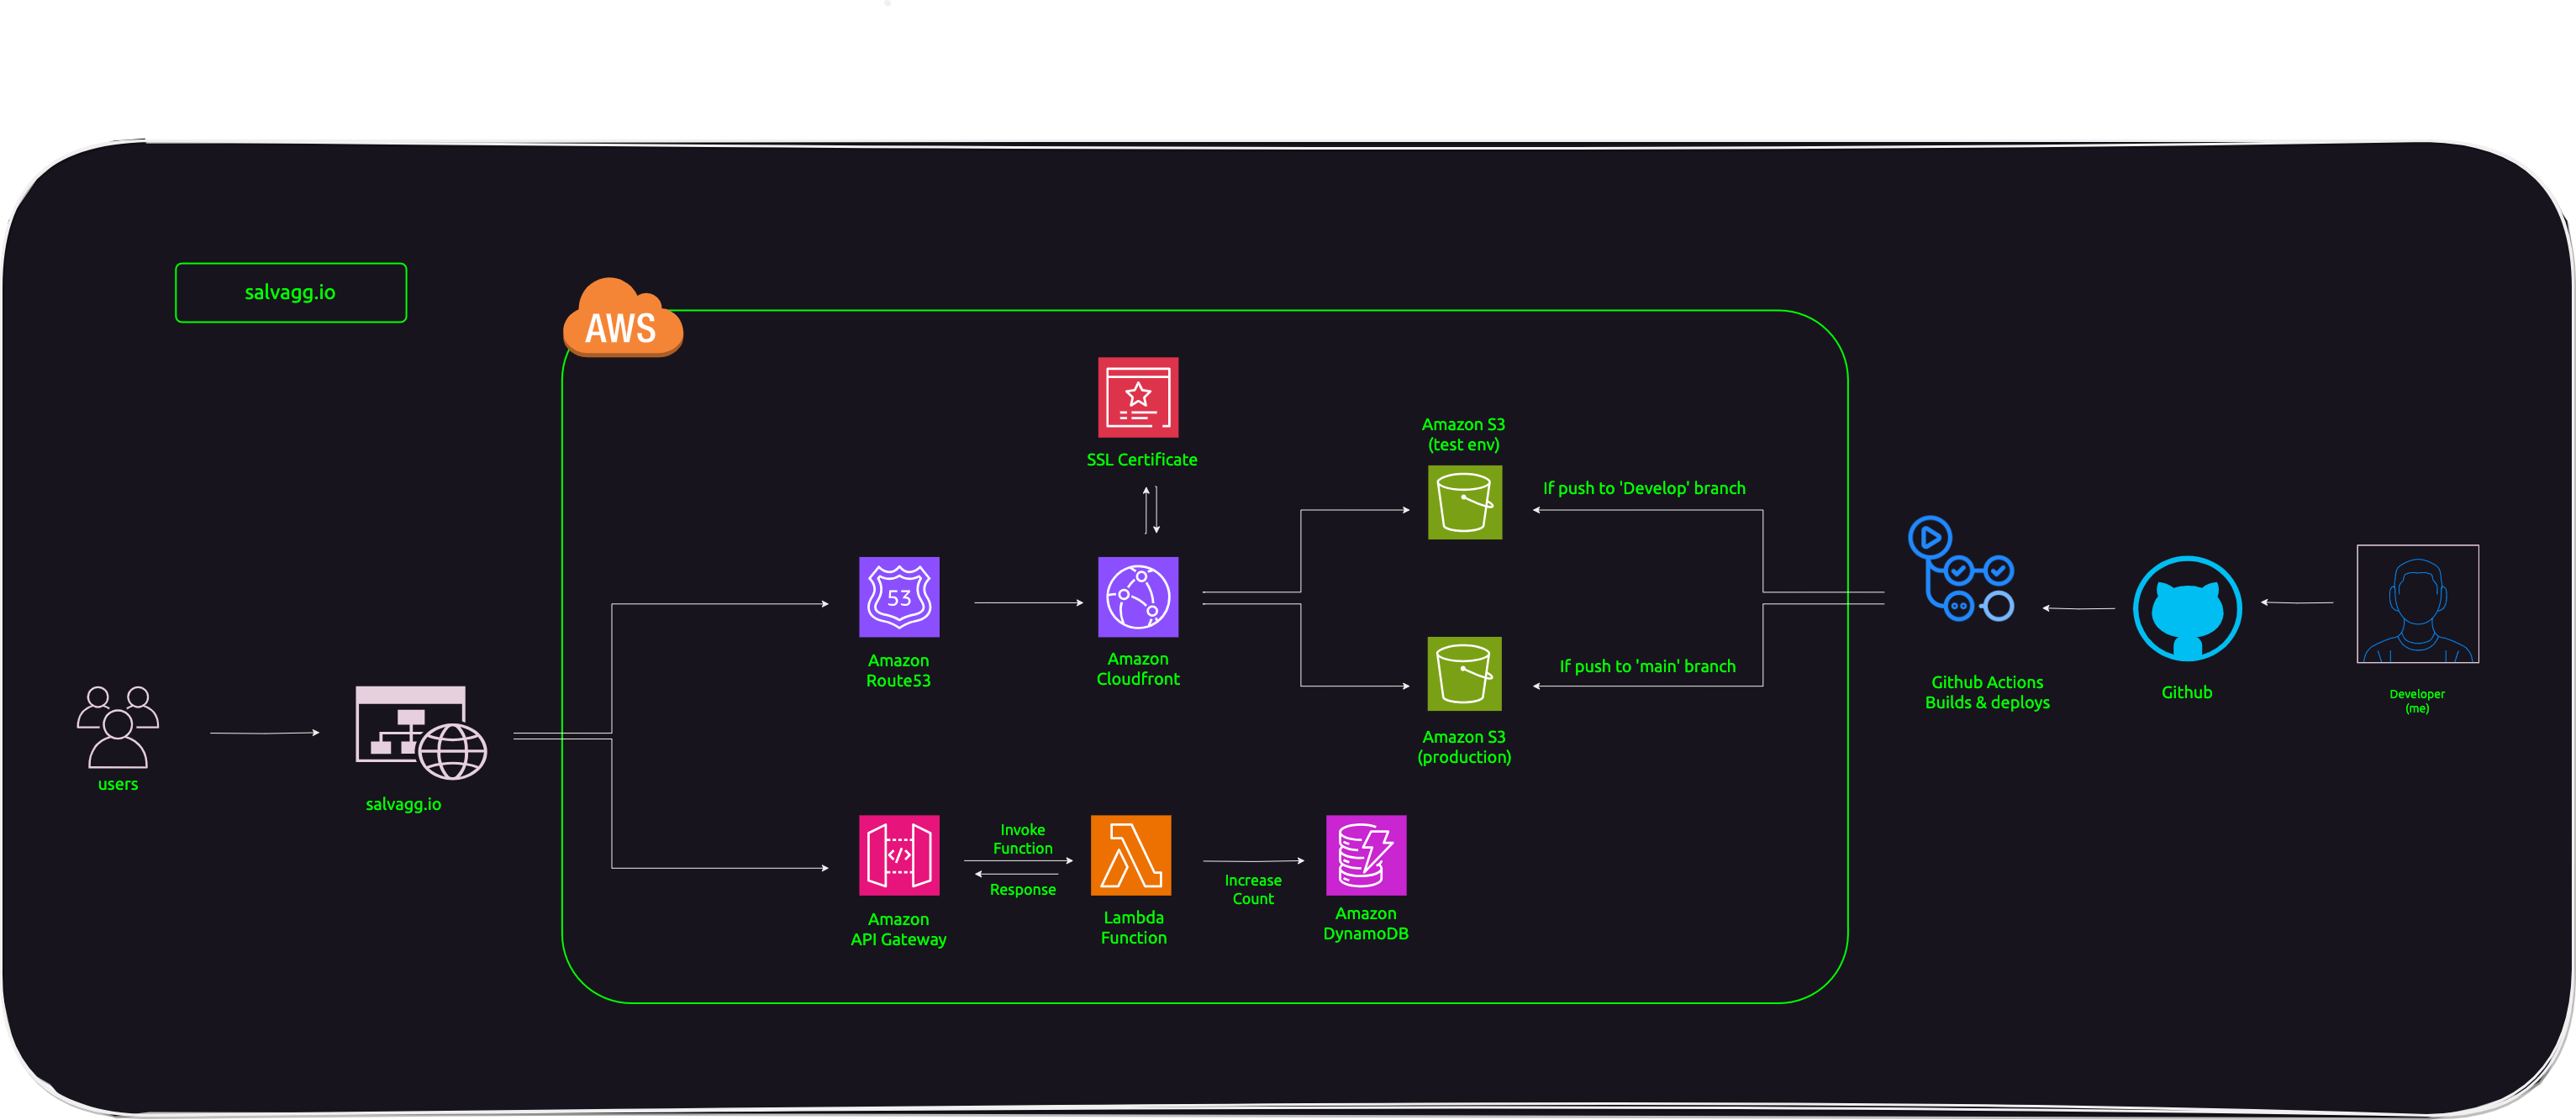 salvagg.io
AWS
SSL Certificate
Amazon S3
(test env)
If push to 'Develop' branch
53
Amazon
Route53
Amazon
Cloudfront
If push to 'main' branch
Amazon S3
(production)
Github Actions
Builds & deploys
Github
Developer
(me)
users
salvagg.io
Invoke
Function
Response
Increase
Count
Amazon
API Gateway
Lambda
Function
Amazon
DynamoDB